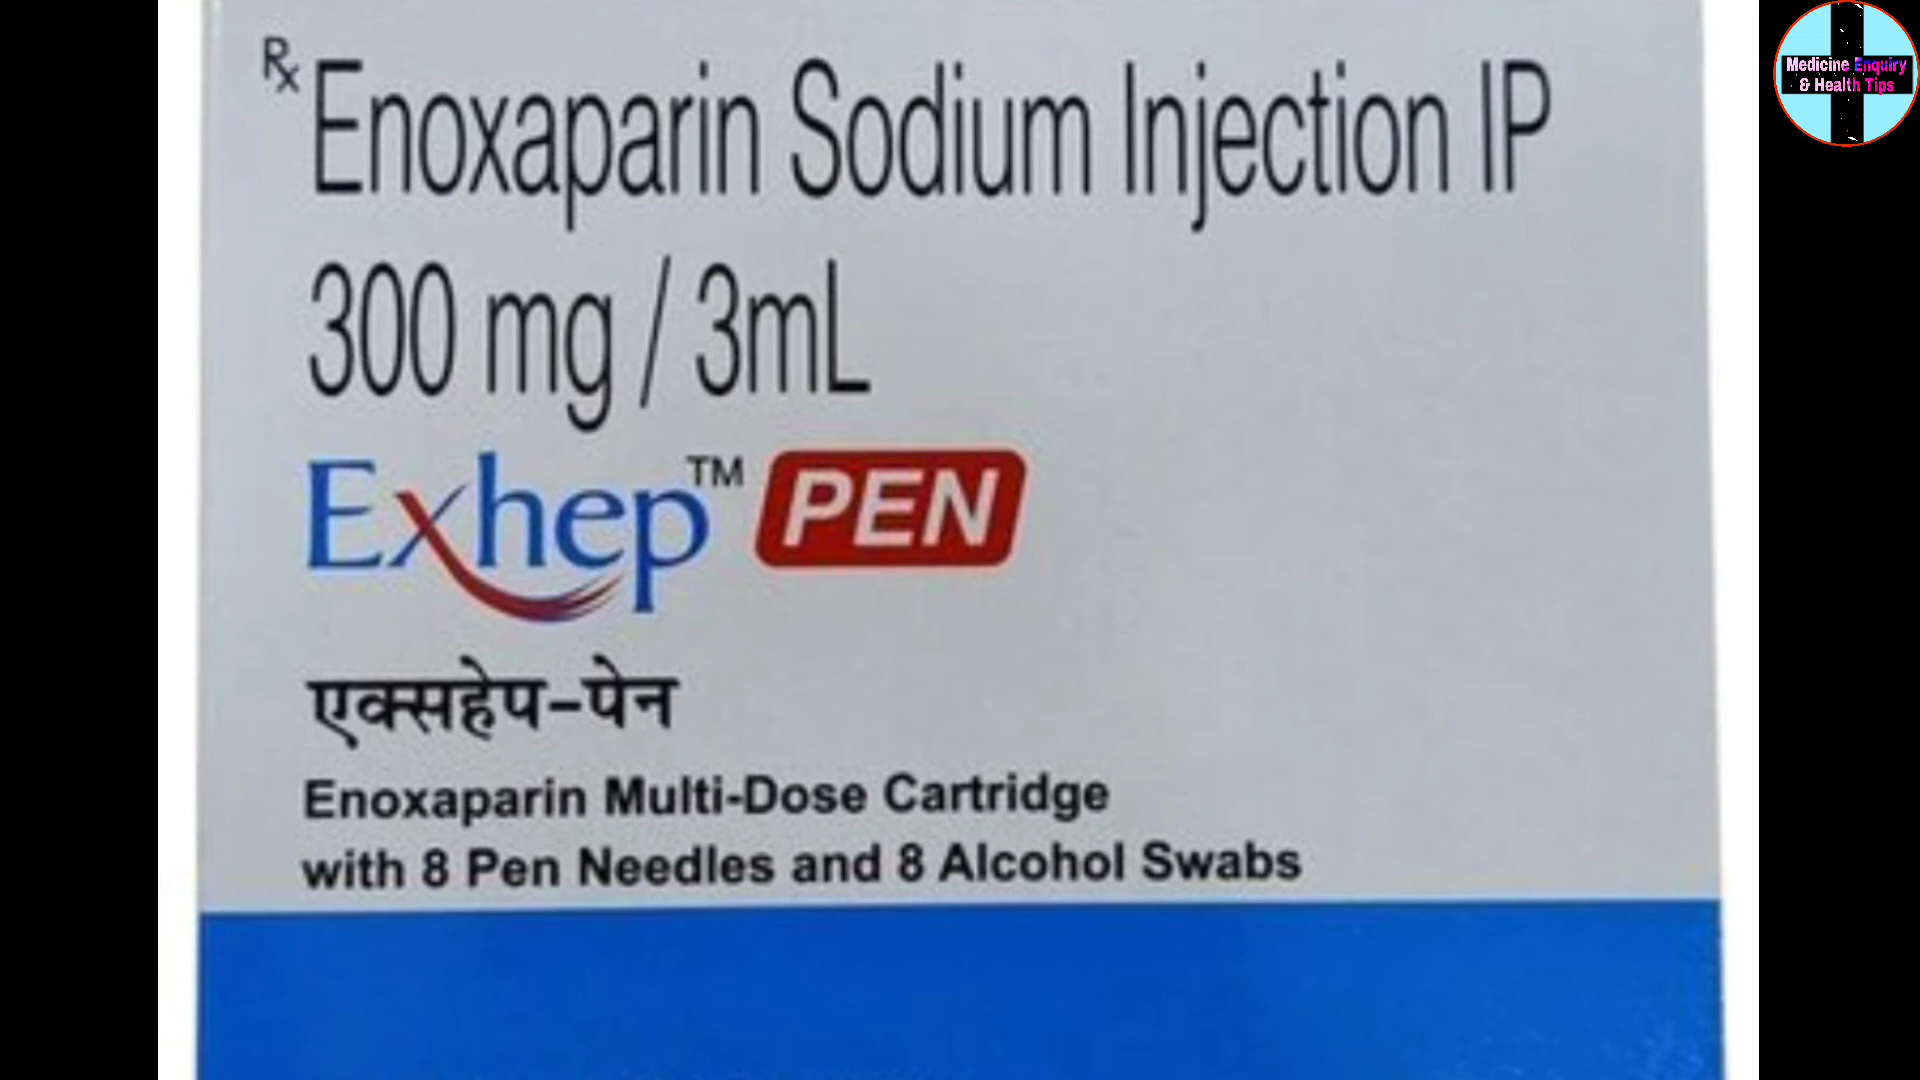 Rx Enoxaparin Sodium Injection IP
300 mg / 3mL
Exhep™ PEN
एक्सहेप-पेन
Enoxaparin Multi-Dose Cartridge
with 8 Pen Needles and 8 Alcohol Swabs
Medicine Enquiry
& Health Tips